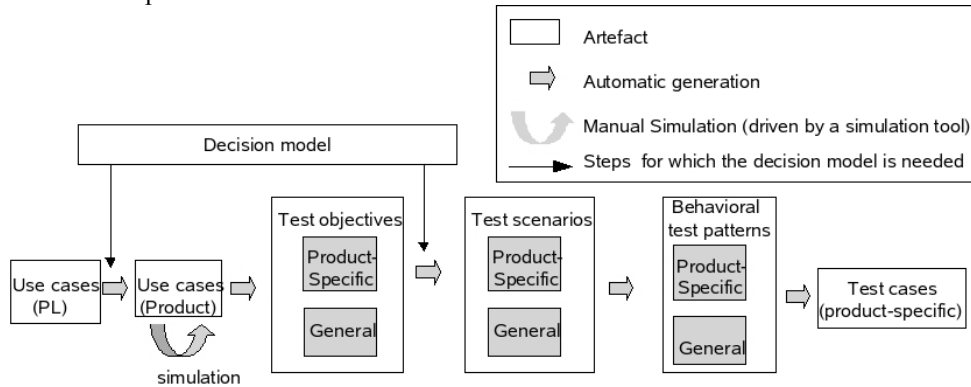 Artefact
Automatic generation
Manual Simulation (driven by a simulation tool)
Steps for which the decision model is needed
Decision model
Use cases
(PL)
Use cases
(Product)
simulation
Test objectives
Product-
Specific
General
Test scenarios
Product-
Specific
General
Behavioral
test patterns
Product-
Specific
General
Test cases
(product-specific)